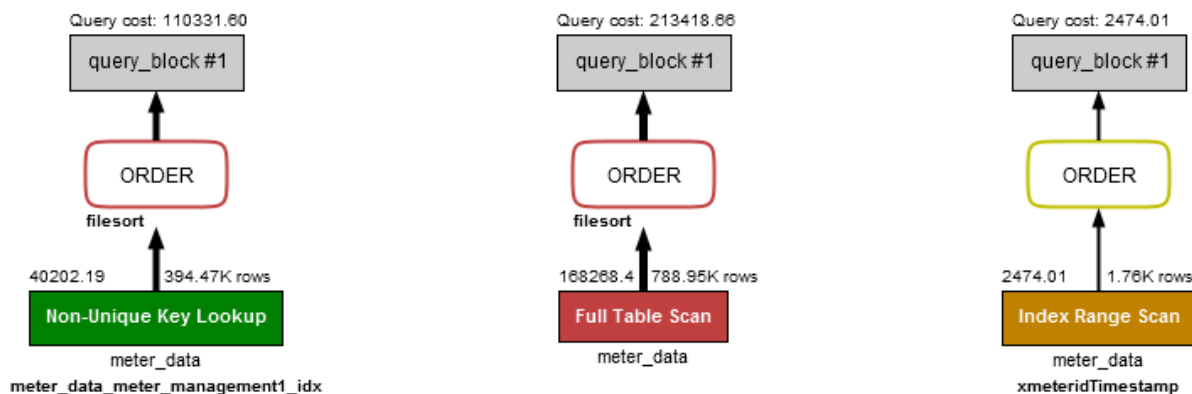 Query cost: 110331.60
query_block #1
ORDER
filesort
40202.19 394.47K rows
Non-Unique Key Lookup
meter_data
meter_data_meter_management1_idx
Query cost: 213418.66
query_block #1
ORDER
filesort
168268.4 788.95K rows
Full Table Scan
meter_data
Query cost: 2474.01
query_block #1
ORDER
2474.01 1.76K rows
Index Range Scan
meter_data
xmeteridTimestamp